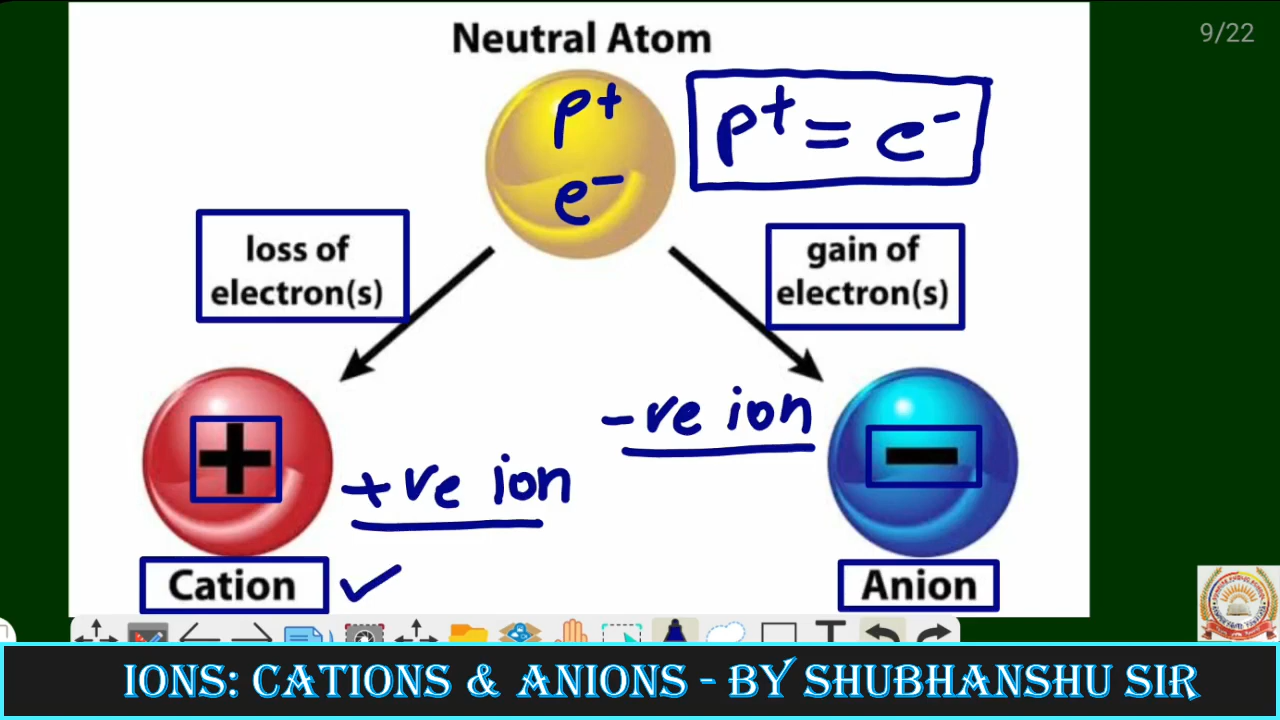 9/22
Neutral Atom
p+
e-
p+ = e-
loss of
electron(s)
gain of
electron(s)
+
+ve ion
-ve ion
-
Cation
Anion
T
IONS: CATIONS & ANIONS - BY SHUBHANSHU SIR